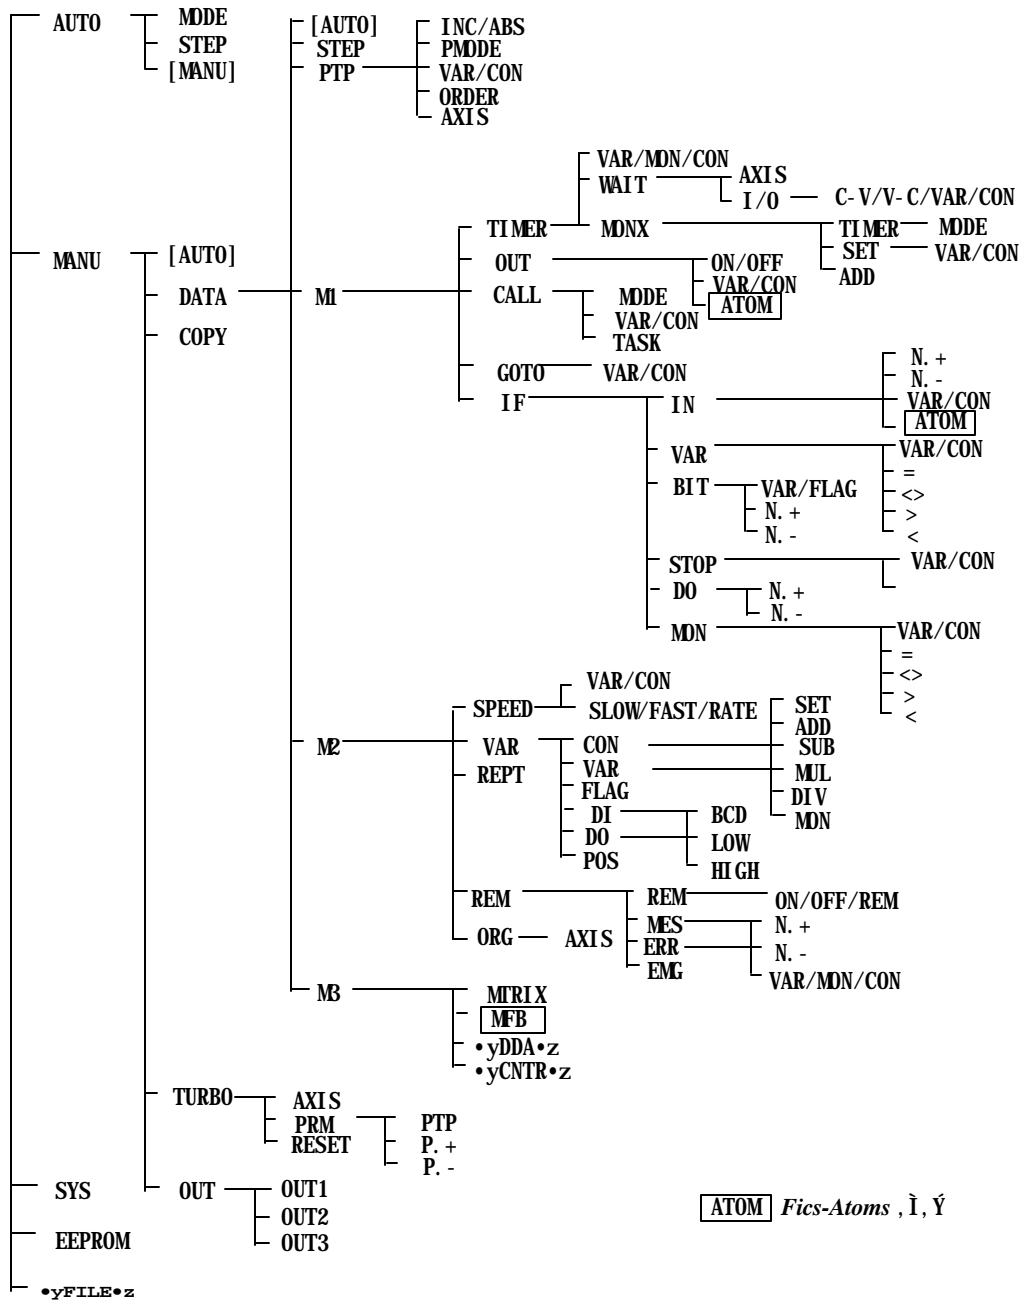 AUTO
MODE
STEP
[MANU]
[AUTO]
STEP
PTP
INC/ABS
PMODE
VAR/CON
ORDER
AXIS
VAR/MON/CON
WAIT
AXIS
I/O
C-V/V-C/VAR/CON
TIMER
MONX
TIMER
MODE
SET
VAR/CON
ADD
MANU
[AUTO]
DATA
COPY
M1
OUT
ON/OFF
VAR/CON
ATOM
CALL
MODE
VAR/CON
TASK
GOTO
VAR/CON
IF
IN
N.+
N.-
VAR/CON
ATOM
VAR
VAR/CON
=
<>
>
<
BIT
VAR/FLAG
N.+
N.-
STOP
VAR/CON
DO
N.+
N.-
MON
VAR/CON
=
<>
>
<
M2
SPEED
VAR/CON
SLOW/FAST/RATE
VAR
REPT
CON
VAR
FLAG
DI
DO
POS
SET
ADD
SUB
MUL
DIV
MON
BCD
LOW
HIGH
REM
REM
ON/OFF/REM
MES
ERR
EMG
N.+
N.-
VAR/MON/CON
ORG
AXIS
M3
MTRIX
MFB
•yDDA•z
•yCNTR•z
TURBO
AXIS
PRM
RESET
PTP
P.+
P.-
SYS
OUT
OUT1
OUT2
OUT3
EEPROM
•yFILE•z
ATOM Fics-Atoms ,Ì,Ý